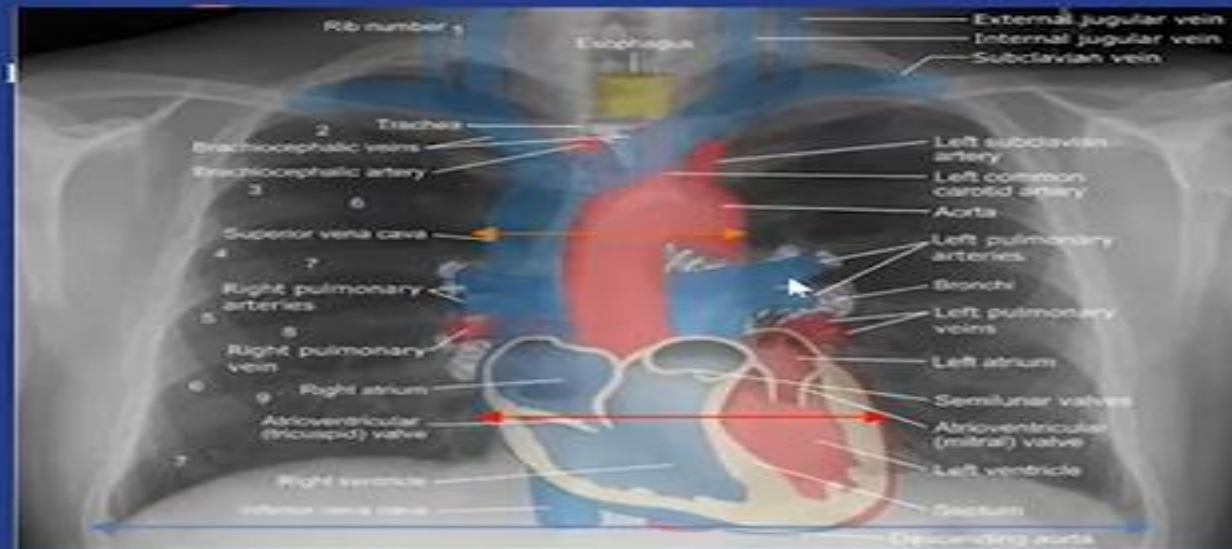 Rib number 1
Esophagus
External jugular vein
Internal jugular vein
Subclavian vein
2
Trachea
Brachiocephalic veins
Brachiocephalic artery
3
6
Superior vena cava
4
7
Right pulmonary
arteries
5
8
Right pulmonary
vein
6
Right atrium
9
Atrioventricular
(tricuspid) valve
7
Right ventricle
Inferior vena cava
Left subclavian
artery
Left common
carotid artery
Aorta
Left pulmonary
arteries
Bronchi
Left pulmonary
veins
Left atrium
Semilunar valves
Atrioventricular
(mitral) valve
Left ventricle
Septum
Descending aorta